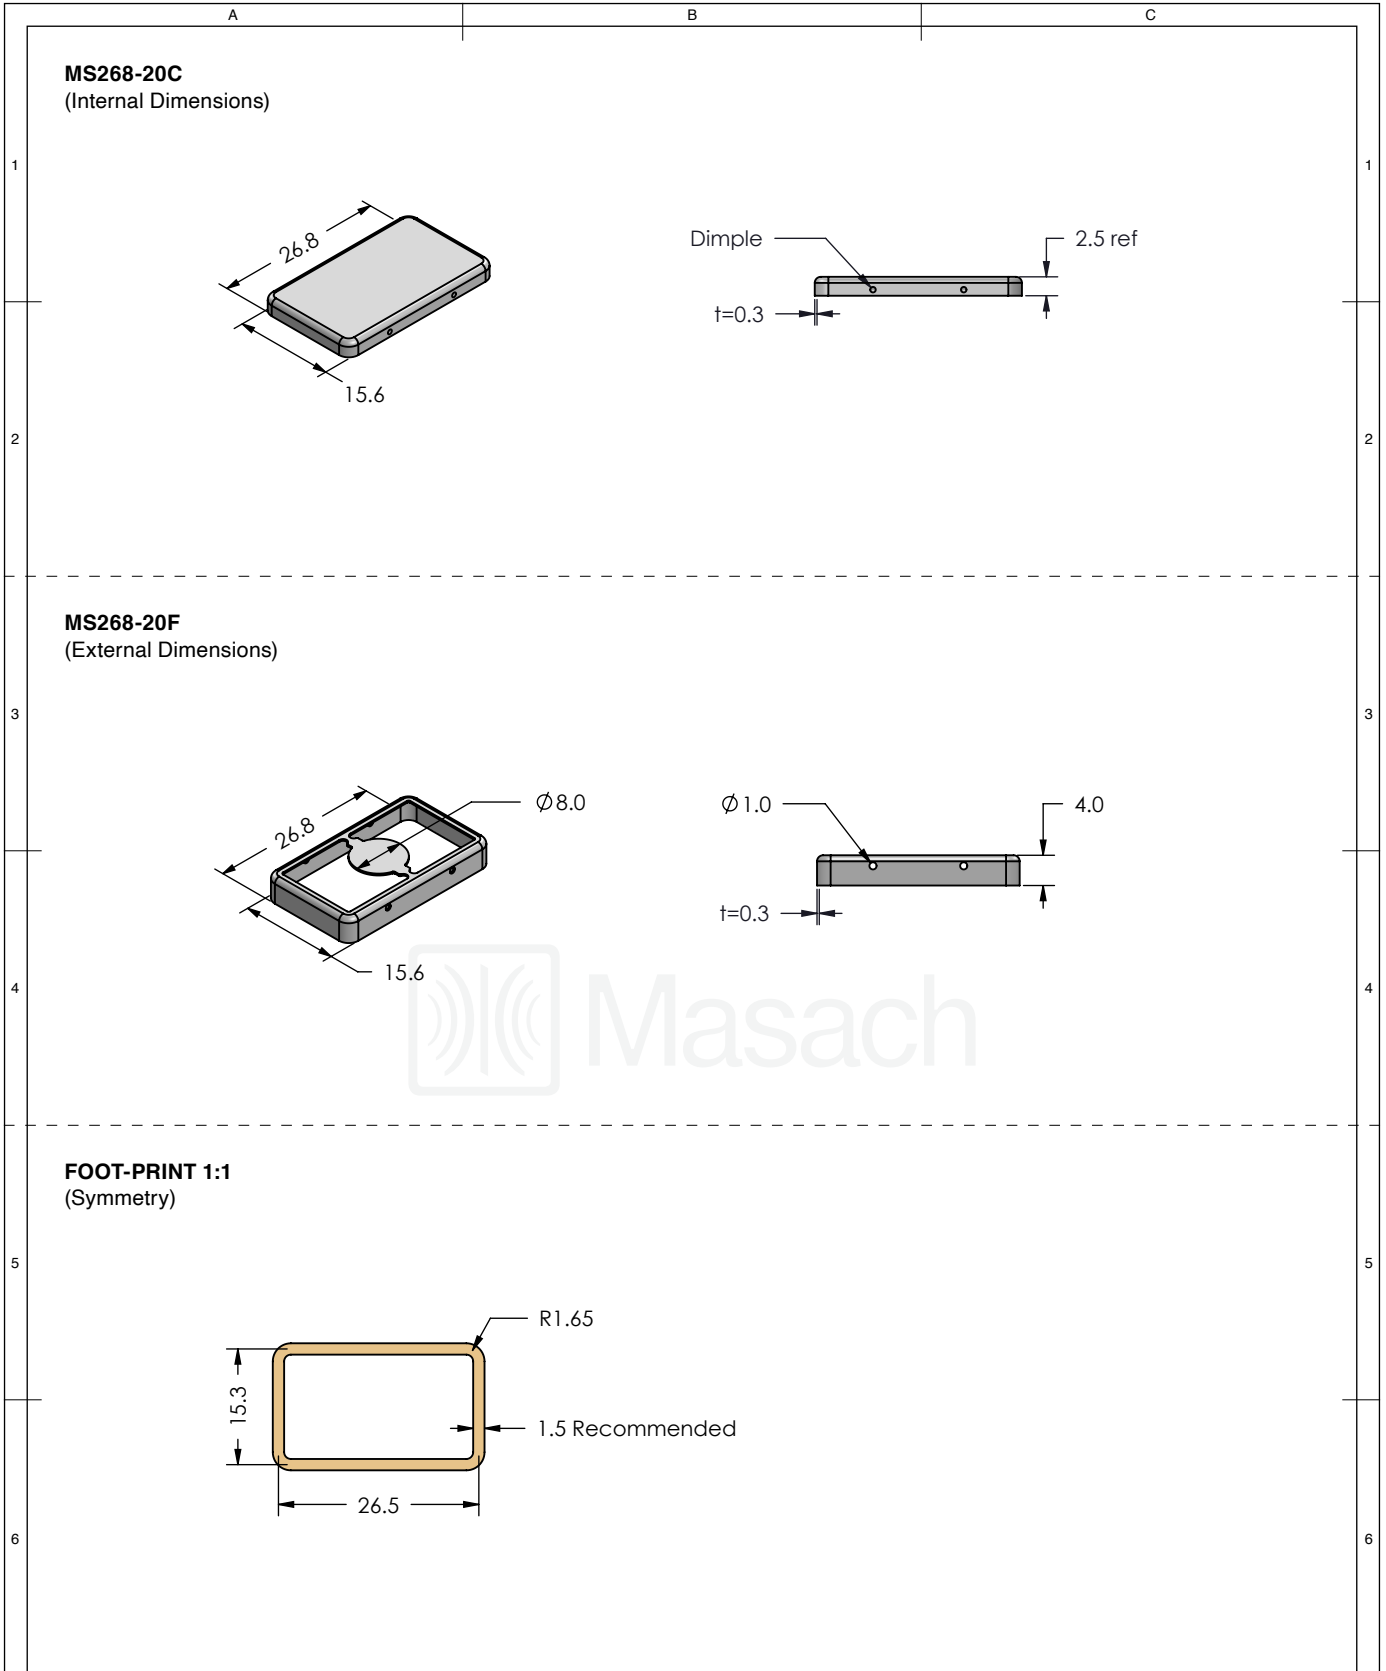 A B C
MS268-20C
(Internal Dimensions)
1 1
26.8
15.6
Dimple
2.5 ref
t=0.3
2 2
MS268-20F
(External Dimensions)
3 3
26.8
Ø8.0
15.6
Ø1.0
4.0
t=0.3
4 4
Masach
FOOT-PRINT 1:1
(Symmetry)
5 5
R1.65
15.3
1.5 Recommended
26.5
6 6